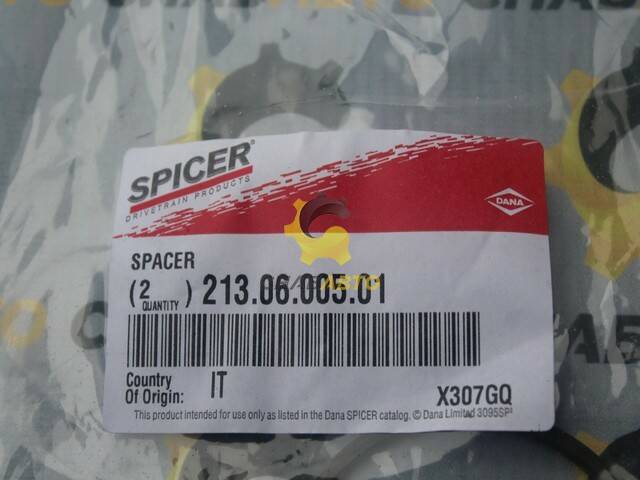 SPICER®
DRIVETRAIN PRODUCTS
DANA
SPACER
(2 QUANTITY) 213.06.005.01
Country
Of Origin: IT
X307GQ
This product intended for use only as listed in the Dana SPICER catalog. © Dana Limited 3095SP